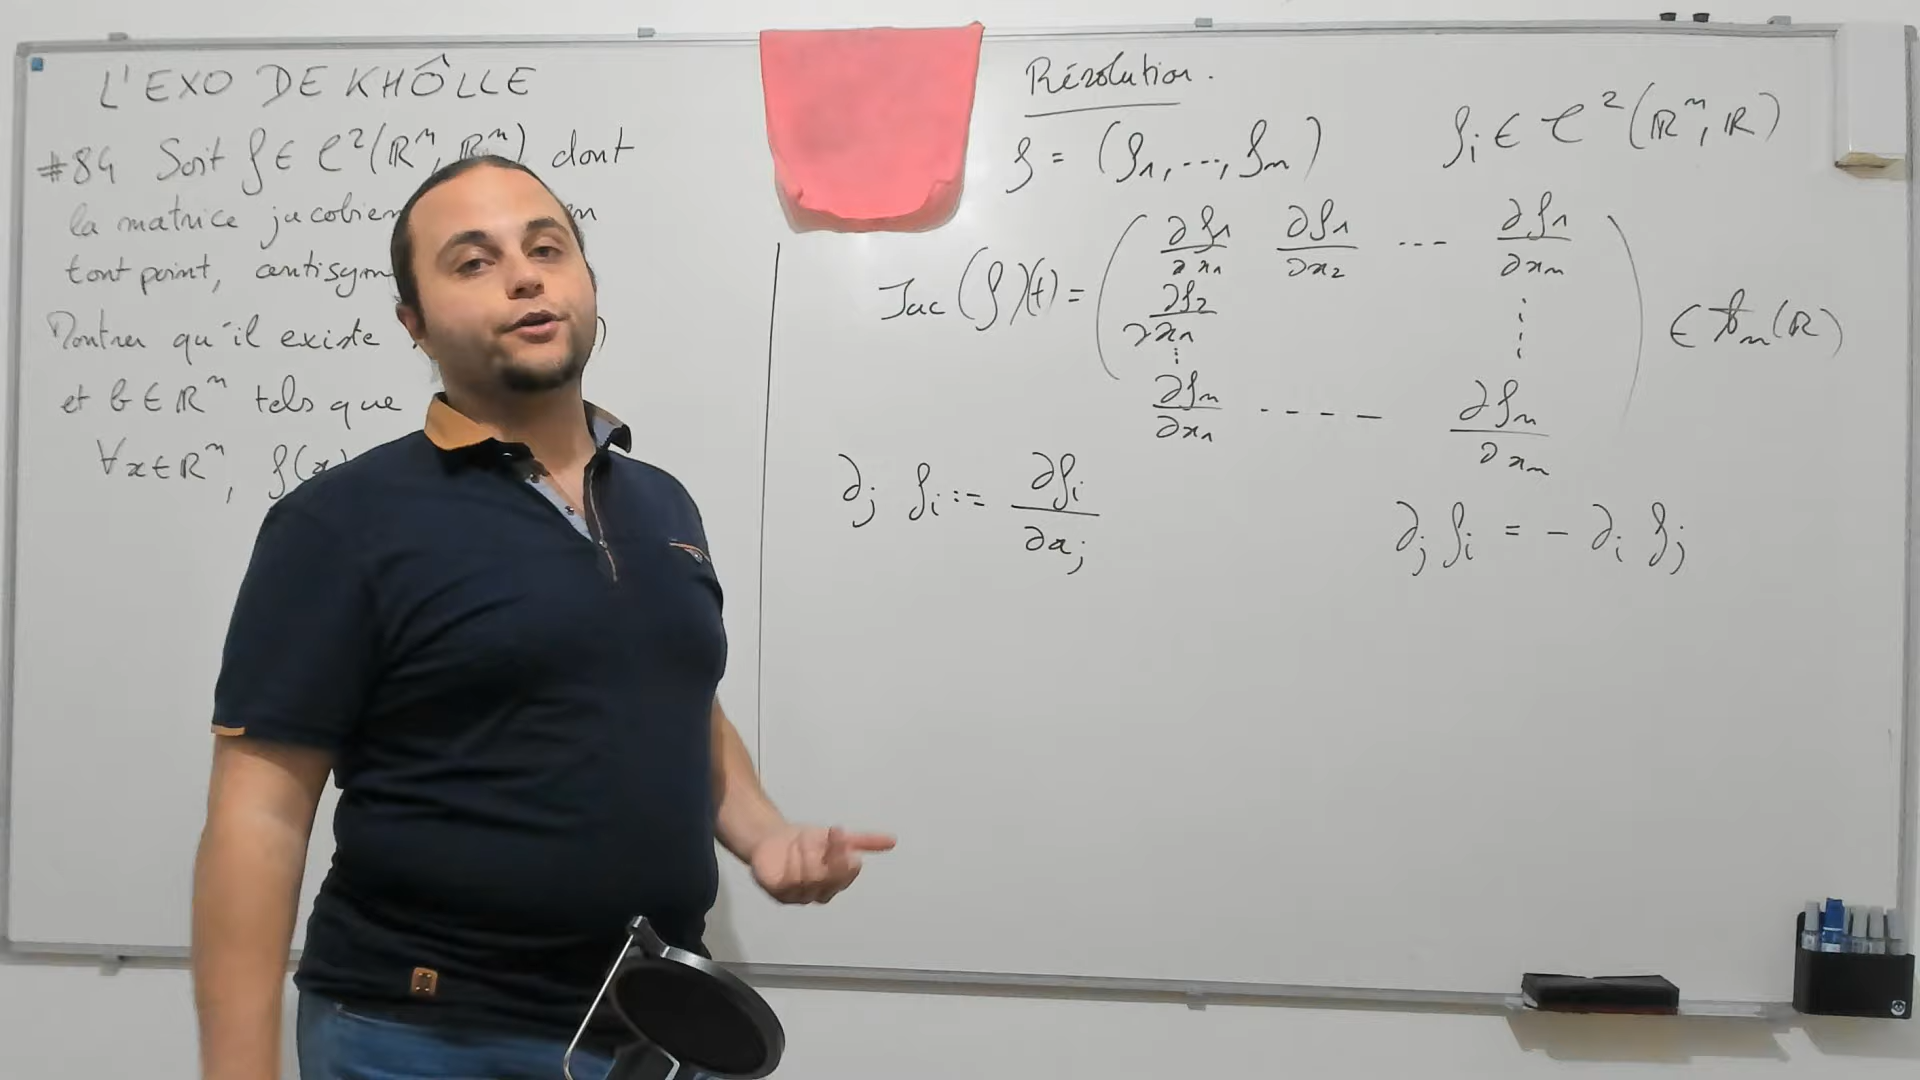 L'EXO DE KHÔLLE
#84 Soit f ∈ C²(ℝⁿ, ℝⁿ) dont
la matrice jacobien en
tout point, antisym
Montrer qu'il existe )
et b ∈ ℝⁿ tels que
∀x ∈ ℝⁿ, f(x)
Résolution.
f = (f₁, ..., fₙ) fᵢ ∈ C²(ℝⁿ, ℝ)
Jac (f)(t) = ( ∂f₁/∂x₁ ∂f₁/∂x₂ --- ∂f₁/∂xₙ
∂f₂/∂x₁ ⋮ ⋮
∂fₙ/∂x₁ ---- ∂fₙ/∂xₙ ) ∈ Aₙ(ℝ)
∂ⱼ fᵢ := ∂fᵢ/∂xⱼ ∂ⱼ fᵢ = - ∂ᵢ fⱼ